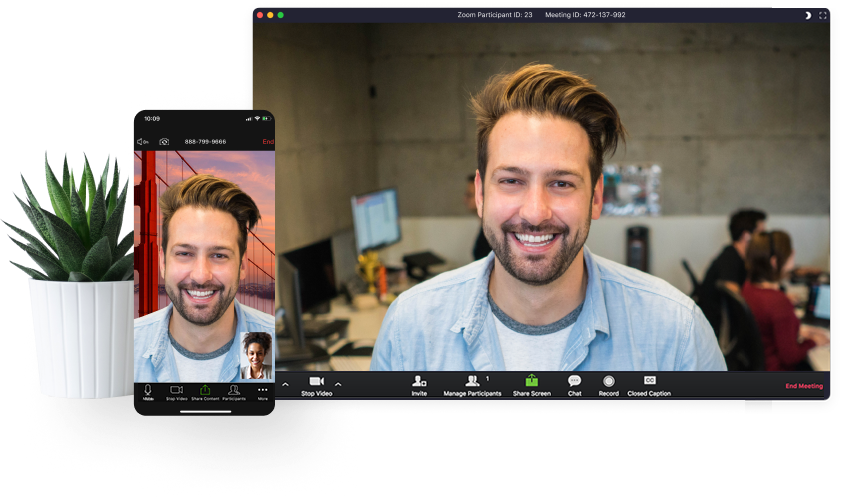 Zoom Participant ID: 23 Meeting ID: 472-137-992
10:09
888-799-9666
End
Stop Video
Share Content
Participants
More
Stop Video
Invite
Manage Participants
1
Share Screen
Chat
Record
CC
Closed Caption
End Meeting